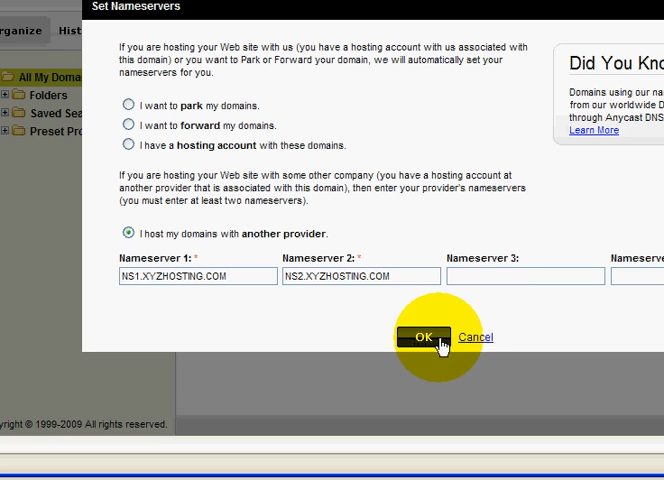 Set Nameservers
Organize
If you are hosting your Web site with us (you have a hosting account with us associated with
this domain) or you want to Park or Forward your domain, we will automatically set your
nameservers for you.
I want to park my domains.
I want to forward my domains.
I have a hosting account with these domains.
If you are hosting your Web site with some other company (you have a hosting account at
another provider that is associated with this domain), then enter your provider's nameservers
(you must enter at least two nameservers).
I host my domains with another provider.
Nameserver 1: *
Nameserver 2: *
Nameserver 3:
Nameserve
NS1.XYZHOSTING.COM
NS2.XYZHOSTING.COM
OK
Cancel
Did You Kno
Domains using our na
from our worldwide D
through Anycast DNS
Learn More
Hist
All My Doma
Folders
Saved Sea
Preset Pro
yright © 1999-2009 All rights reserved.